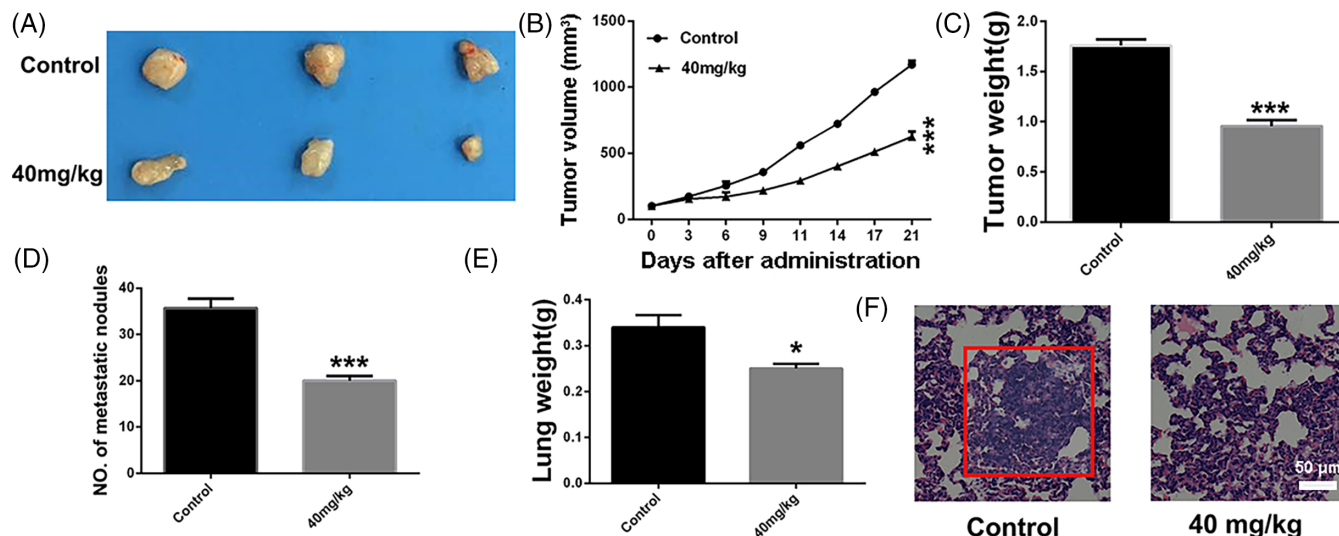 (A)
Control
40mg/kg
(B)
Tumor volume (mm³)
1500
1000
500
0
Control
40mg/kg
***
0 3 6 9 11 14 17 21
Days after administration
(C)
Tumor weight(g)
2.0
1.5
1.0
0.5
0.0
***
Control
40mg/kg
(D)
NO. of metastatic nodules
40
30
20
10
0
***
Control
40mg/kg
(E)
Lung weight(g)
0.4
0.3
0.2
0.1
0.0
*
Control
40mg/kg
(F)
50 μm
Control
40 mg/kg